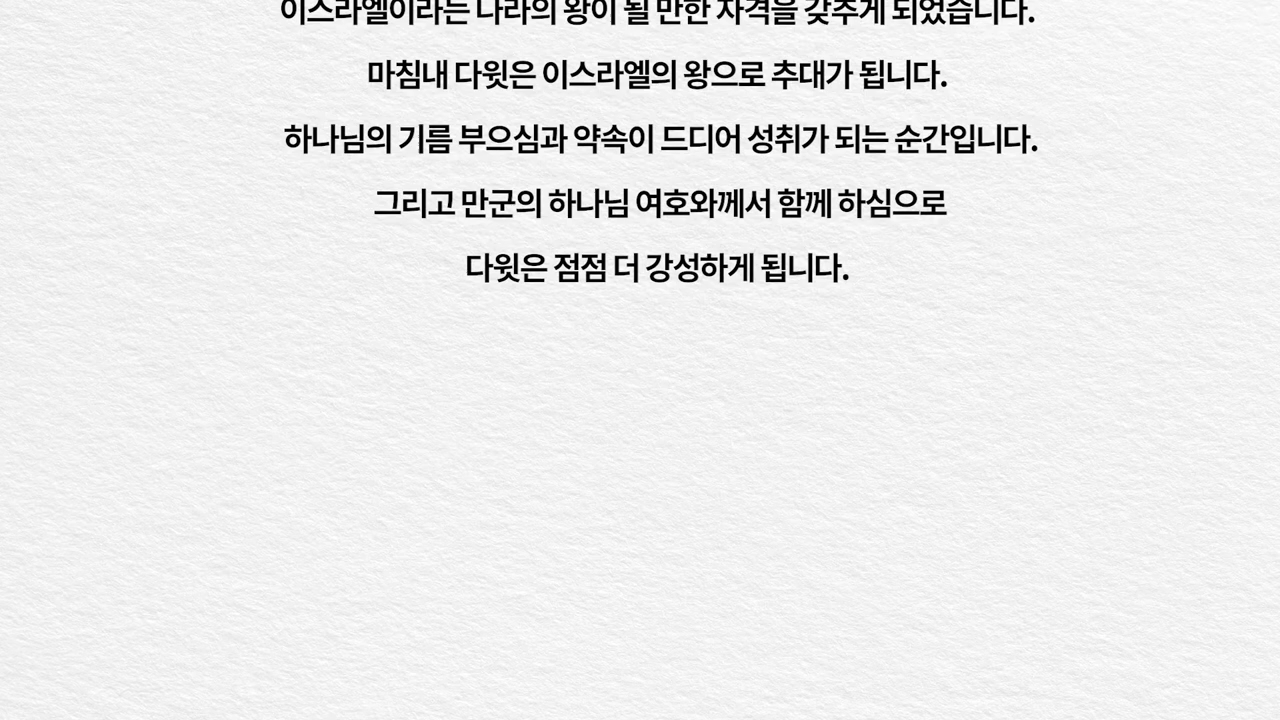 이스라엘이라는 나라의 왕이 될 만한 자격을 갖추게 되었습니다.
마침내 다윗은 이스라엘의 왕으로 추대가 됩니다.
하나님의 기름 부으심과 약속이 드디어 성취가 되는 순간입니다.
그리고 만군의 하나님 여호와께서 함께 하심으로
다윗은 점점 더 강성하게 됩니다.